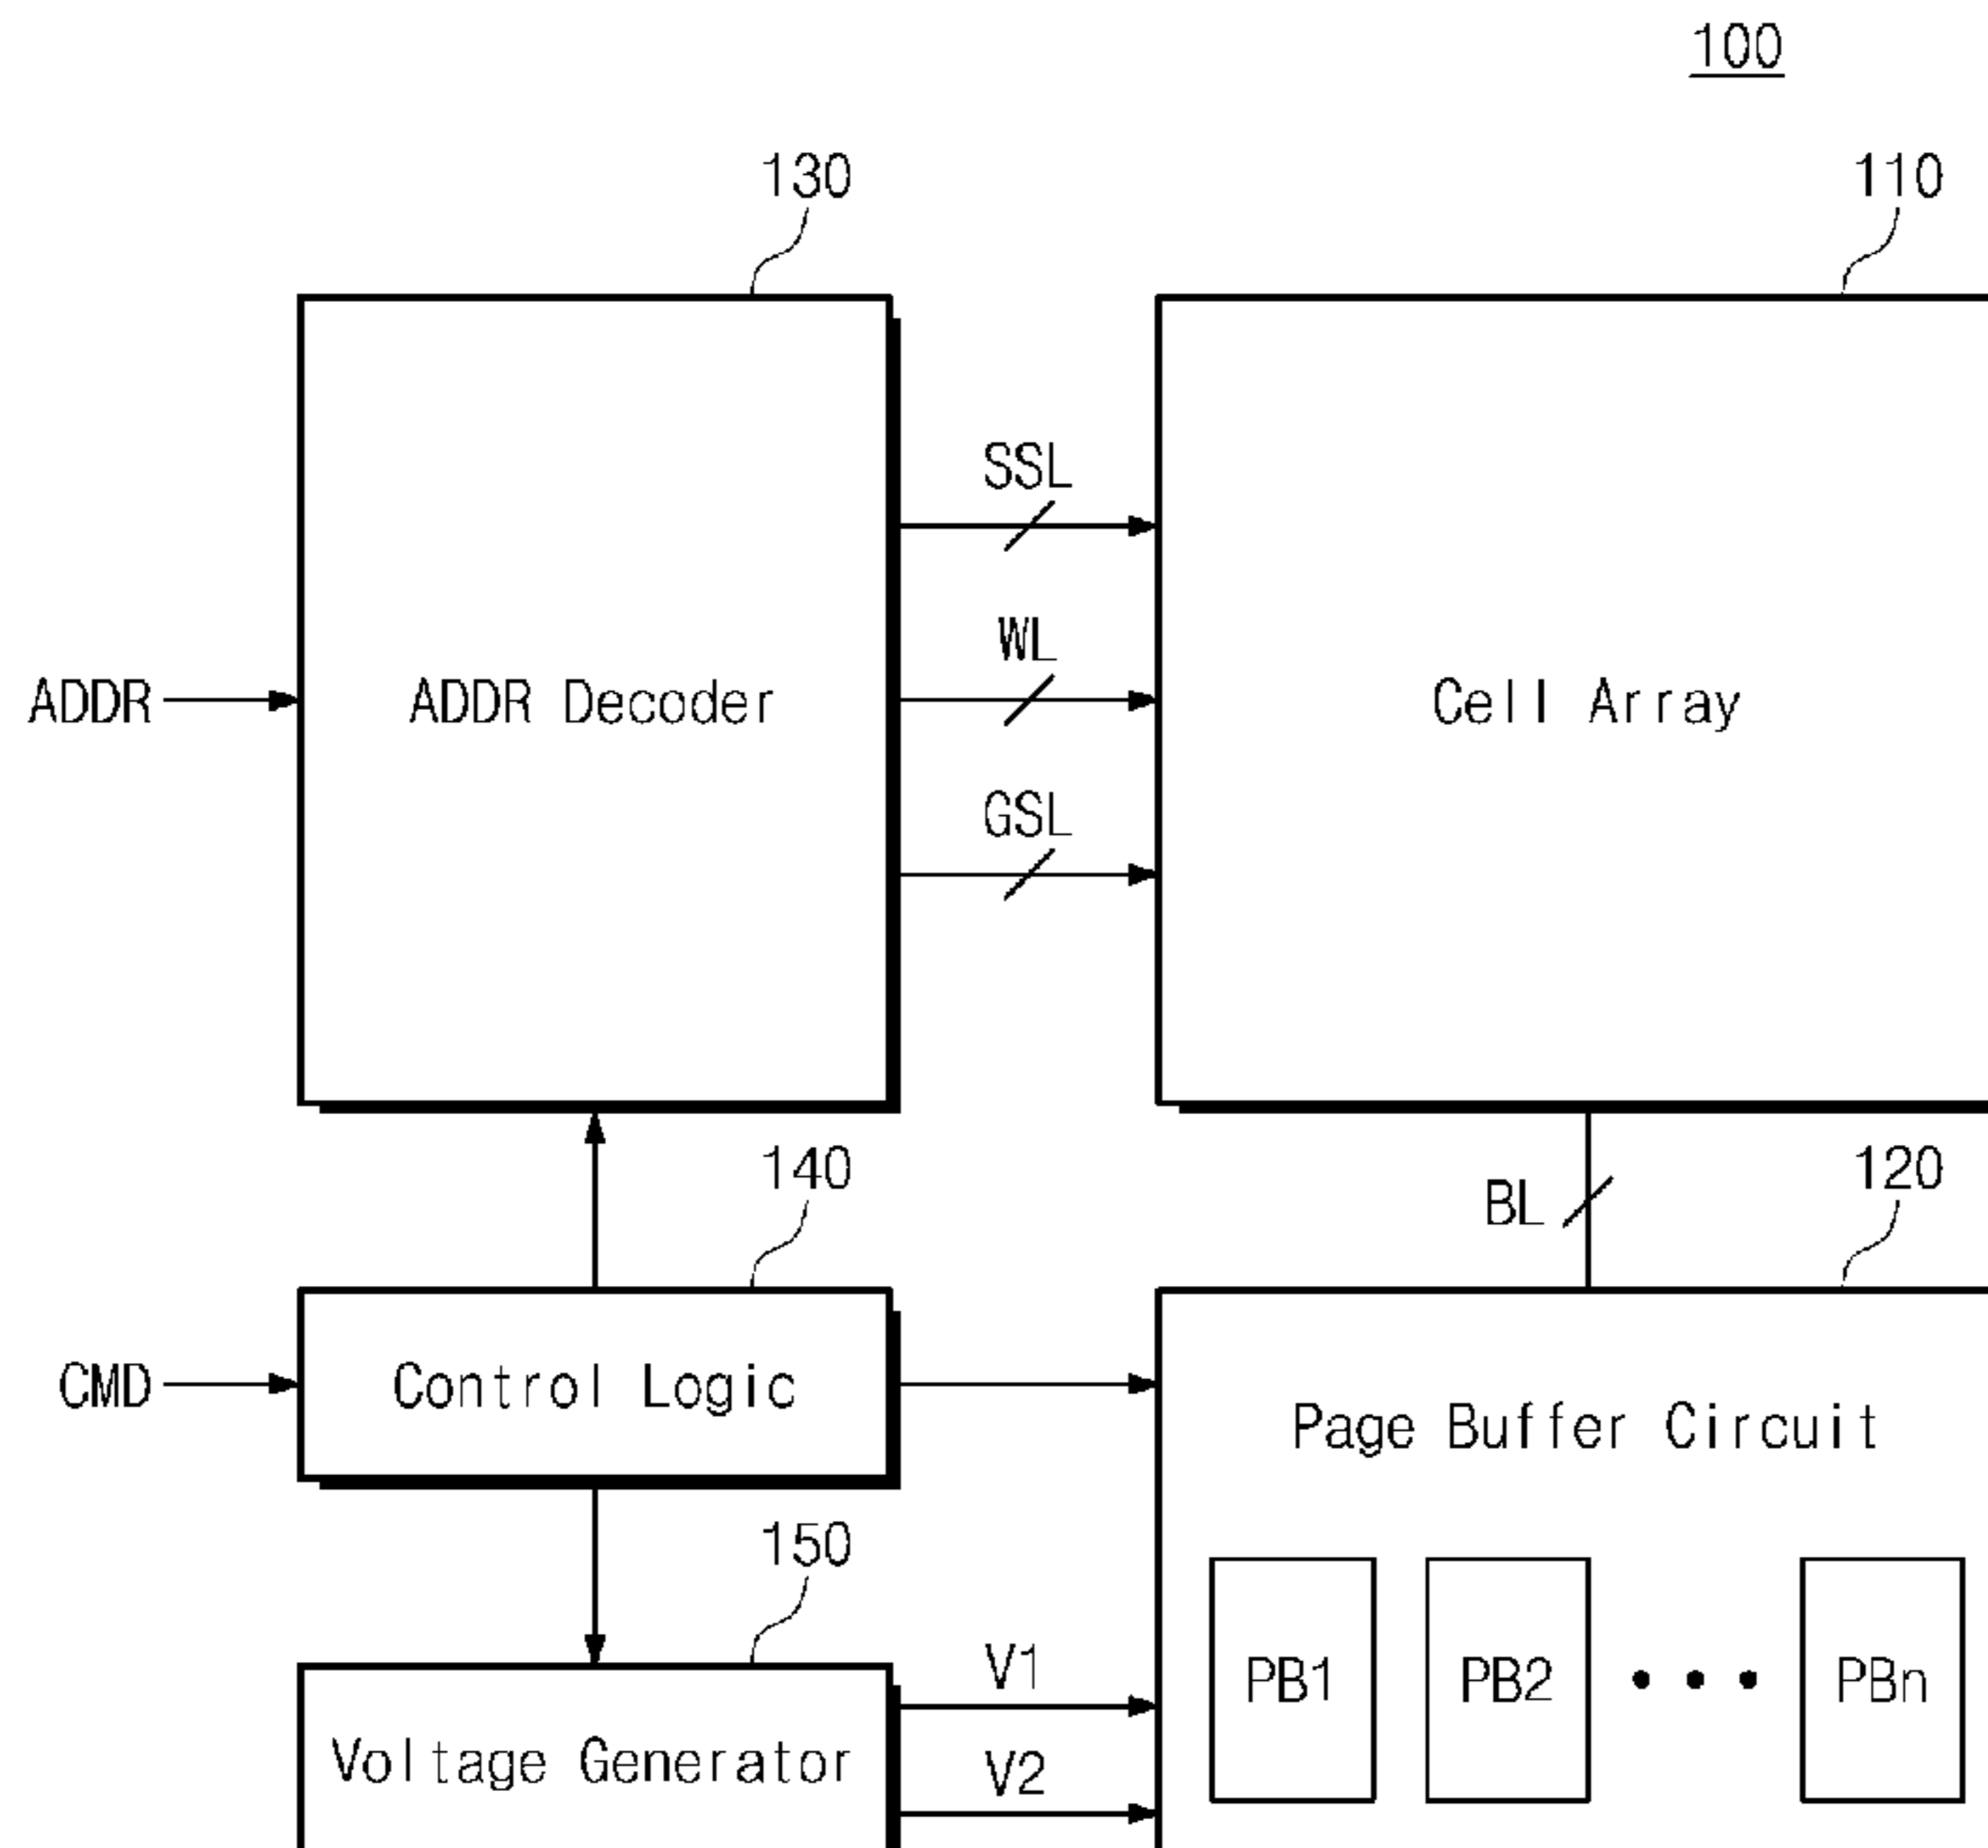 100
130
110
SSL
WL
ADDR
ADDR Decoder
Cell Array
GSL
140
120
BL
CMD
Control Logic
Page Buffer Circuit
150
V1
PB1
PB2
• • •
PBn
Voltage Generator
V2